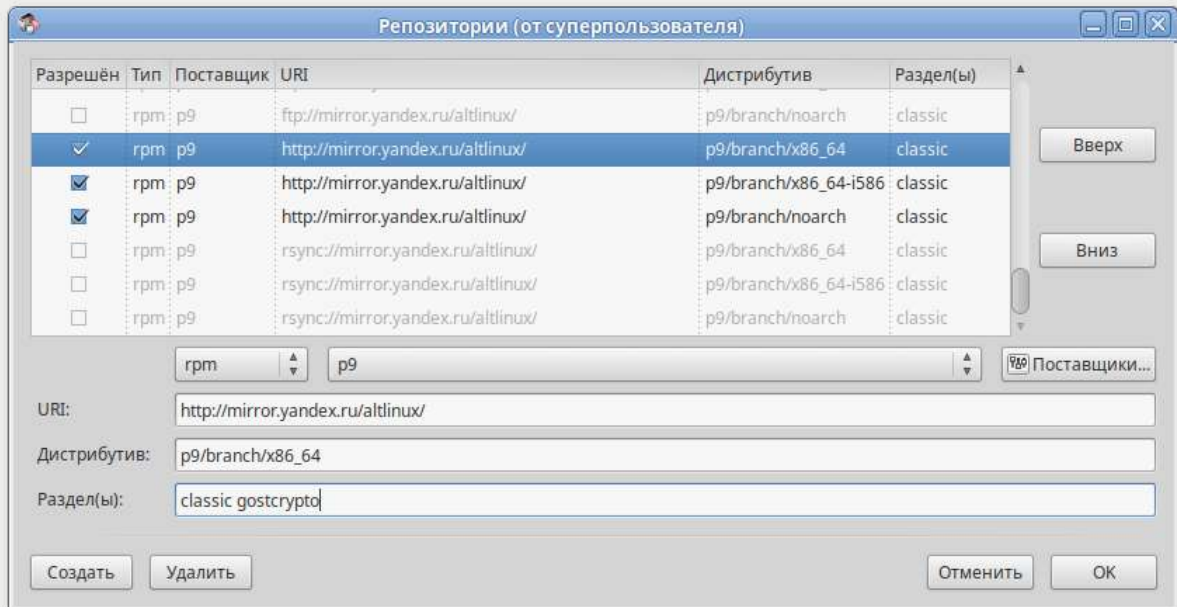 Репозитории (от суперпользователя)
Разрешён Тип Поставщик URI Дистрибутив Раздел(ы)
rpm p9 ftp://mirror.yandex.ru/altlinux/ p9/branch/noarch classic
rpm p9 http://mirror.yandex.ru/altlinux/ p9/branch/x86_64 classic
Вверх
rpm p9 http://mirror.yandex.ru/altlinux/ p9/branch/x86_64-i586 classic
rpm p9 http://mirror.yandex.ru/altlinux/ p9/branch/noarch classic
rpm p9 rsync://mirror.yandex.ru/altlinux/ p9/branch/x86_64 classic
Вниз
rpm p9 rsync://mirror.yandex.ru/altlinux/ p9/branch/x86_64-i586 classic
rpm p9 rsync://mirror.yandex.ru/altlinux/ p9/branch/noarch classic
rpm p9 Поставщики...
URI: http://mirror.yandex.ru/altlinux/
Дистрибутив: p9/branch/x86_64
Раздел(ы): classic gostcrypto
Создать Удалить Отменить OK